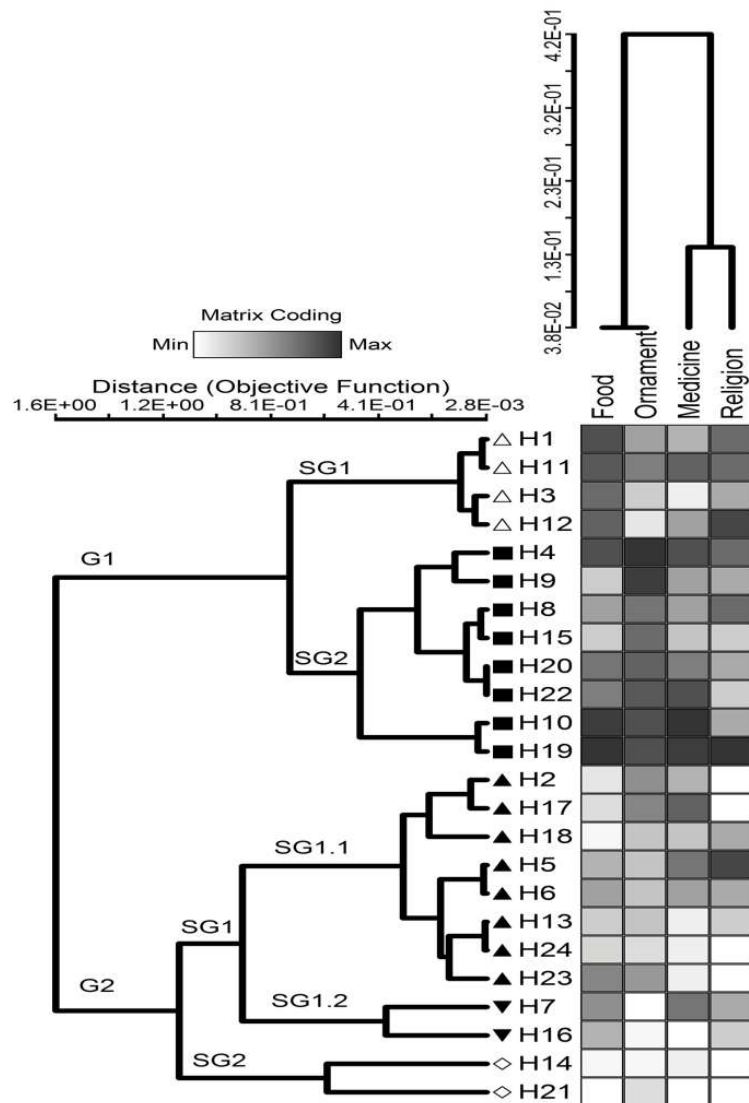 4.2E-01
3.2E-01
2.3E-01
1.3E-01
3.8E-02
Matrix Coding
Min Max
Distance (Objective Function)
1.6E+00 1.2E+00 8.1E-01 4.1E-01 2.8E-03
Food
Ornament
Medicine
Religion
H1
H11
SG1
H3
H12
H4
G1
H9
H8
H15
SG2
H20
H22
H10
H19
H2
H17
H18
SG1.1
H5
H6
H13
SG1
H24
H23
G2
SG1.2
H7
H16
SG2
H14
H21